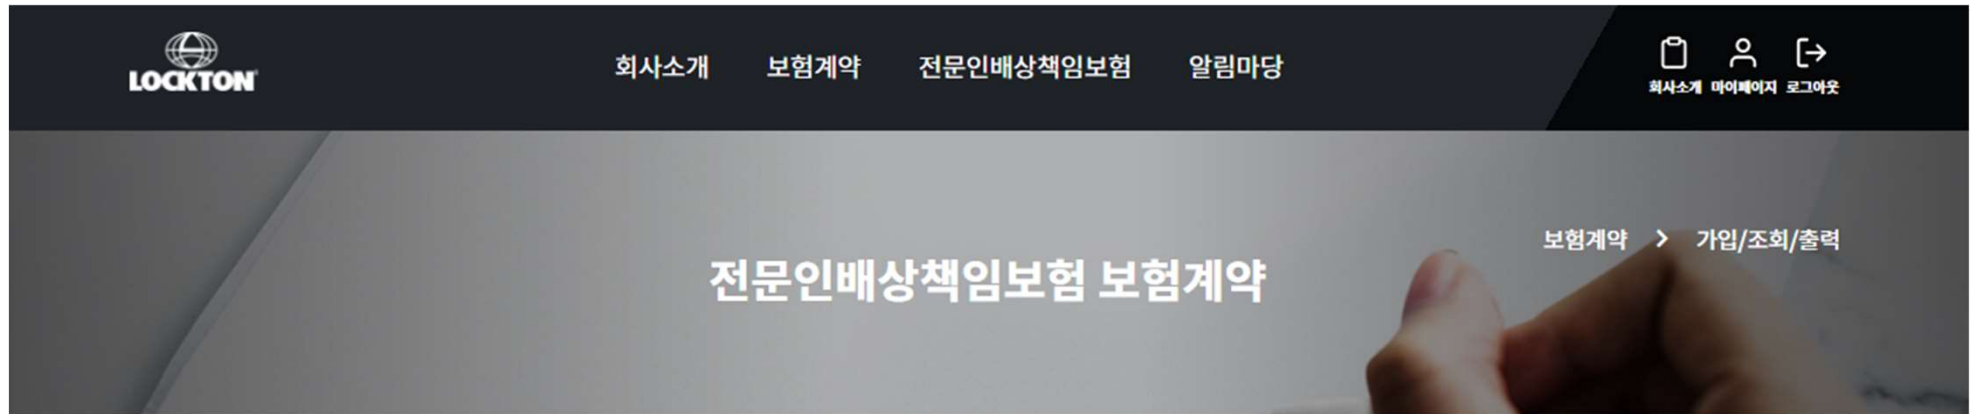 LOCKTON
회사소개 보험계약 전문인배상책임보험 알림마당
회사소개 마이페이지 로그아웃
보험계약 > 가입/조회/출력
전문인배상책임보험 보험계약